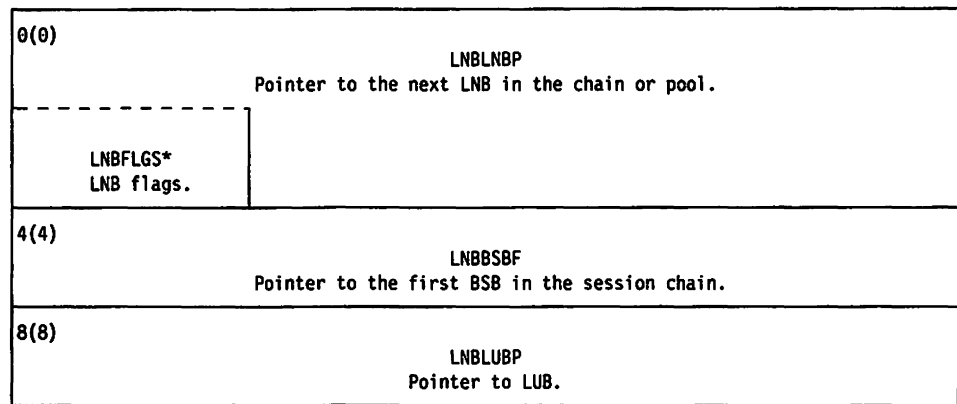 0(0)
LNBLNBP
Pointer to the next LNB in the chain or pool.
LNBFLGS*
LNB flags.
4(4)
LNBBSBF
Pointer to the first BSB in the session chain.
8(8)
LNBLUBP
Pointer to LUB.